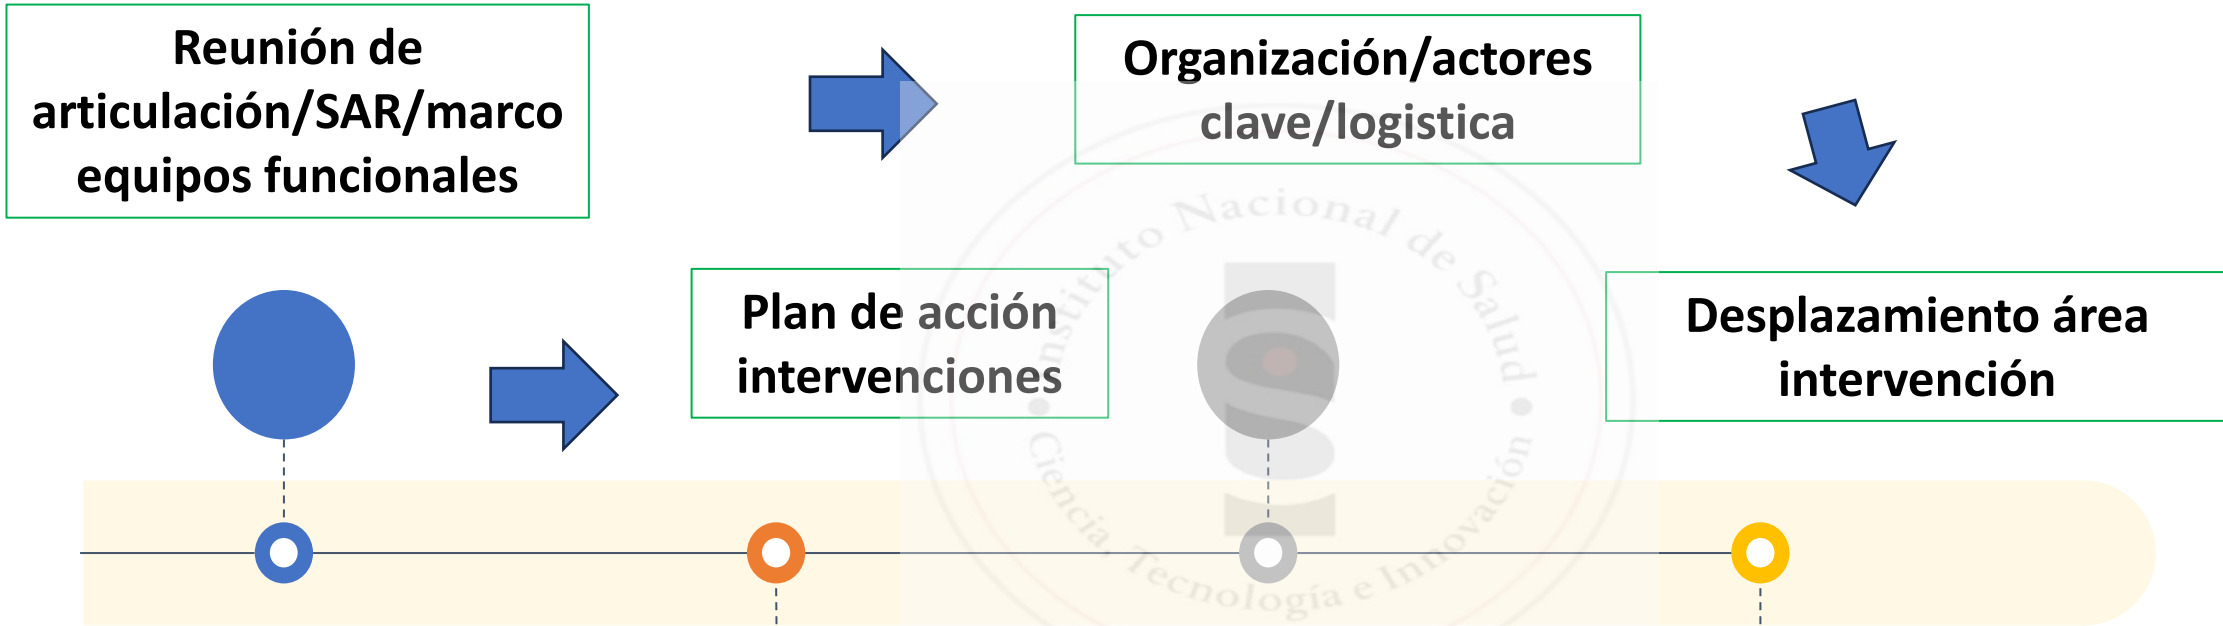 Reunión de
articulación/SAR/marco
equipos funcionales
Plan de acción
intervenciones
Organización/actores
clave/logistica
Desplazamiento área
intervención
Instituto Nacional de Salud
Ciencia, Tecnología e Innovación